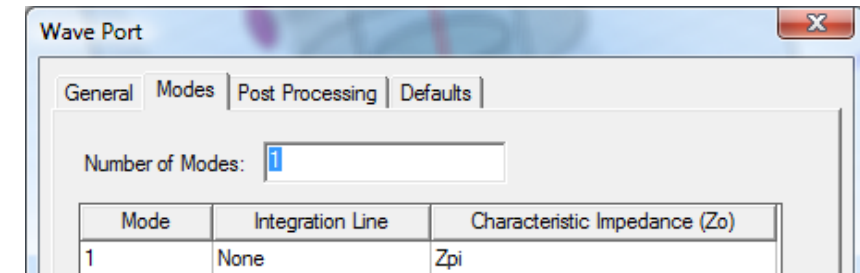 Wave Port
General Modes Post Processing Defaults
Number of Modes: 1
Mode Integration Line Characteristic Impedance (Zo)
1 None Zpi